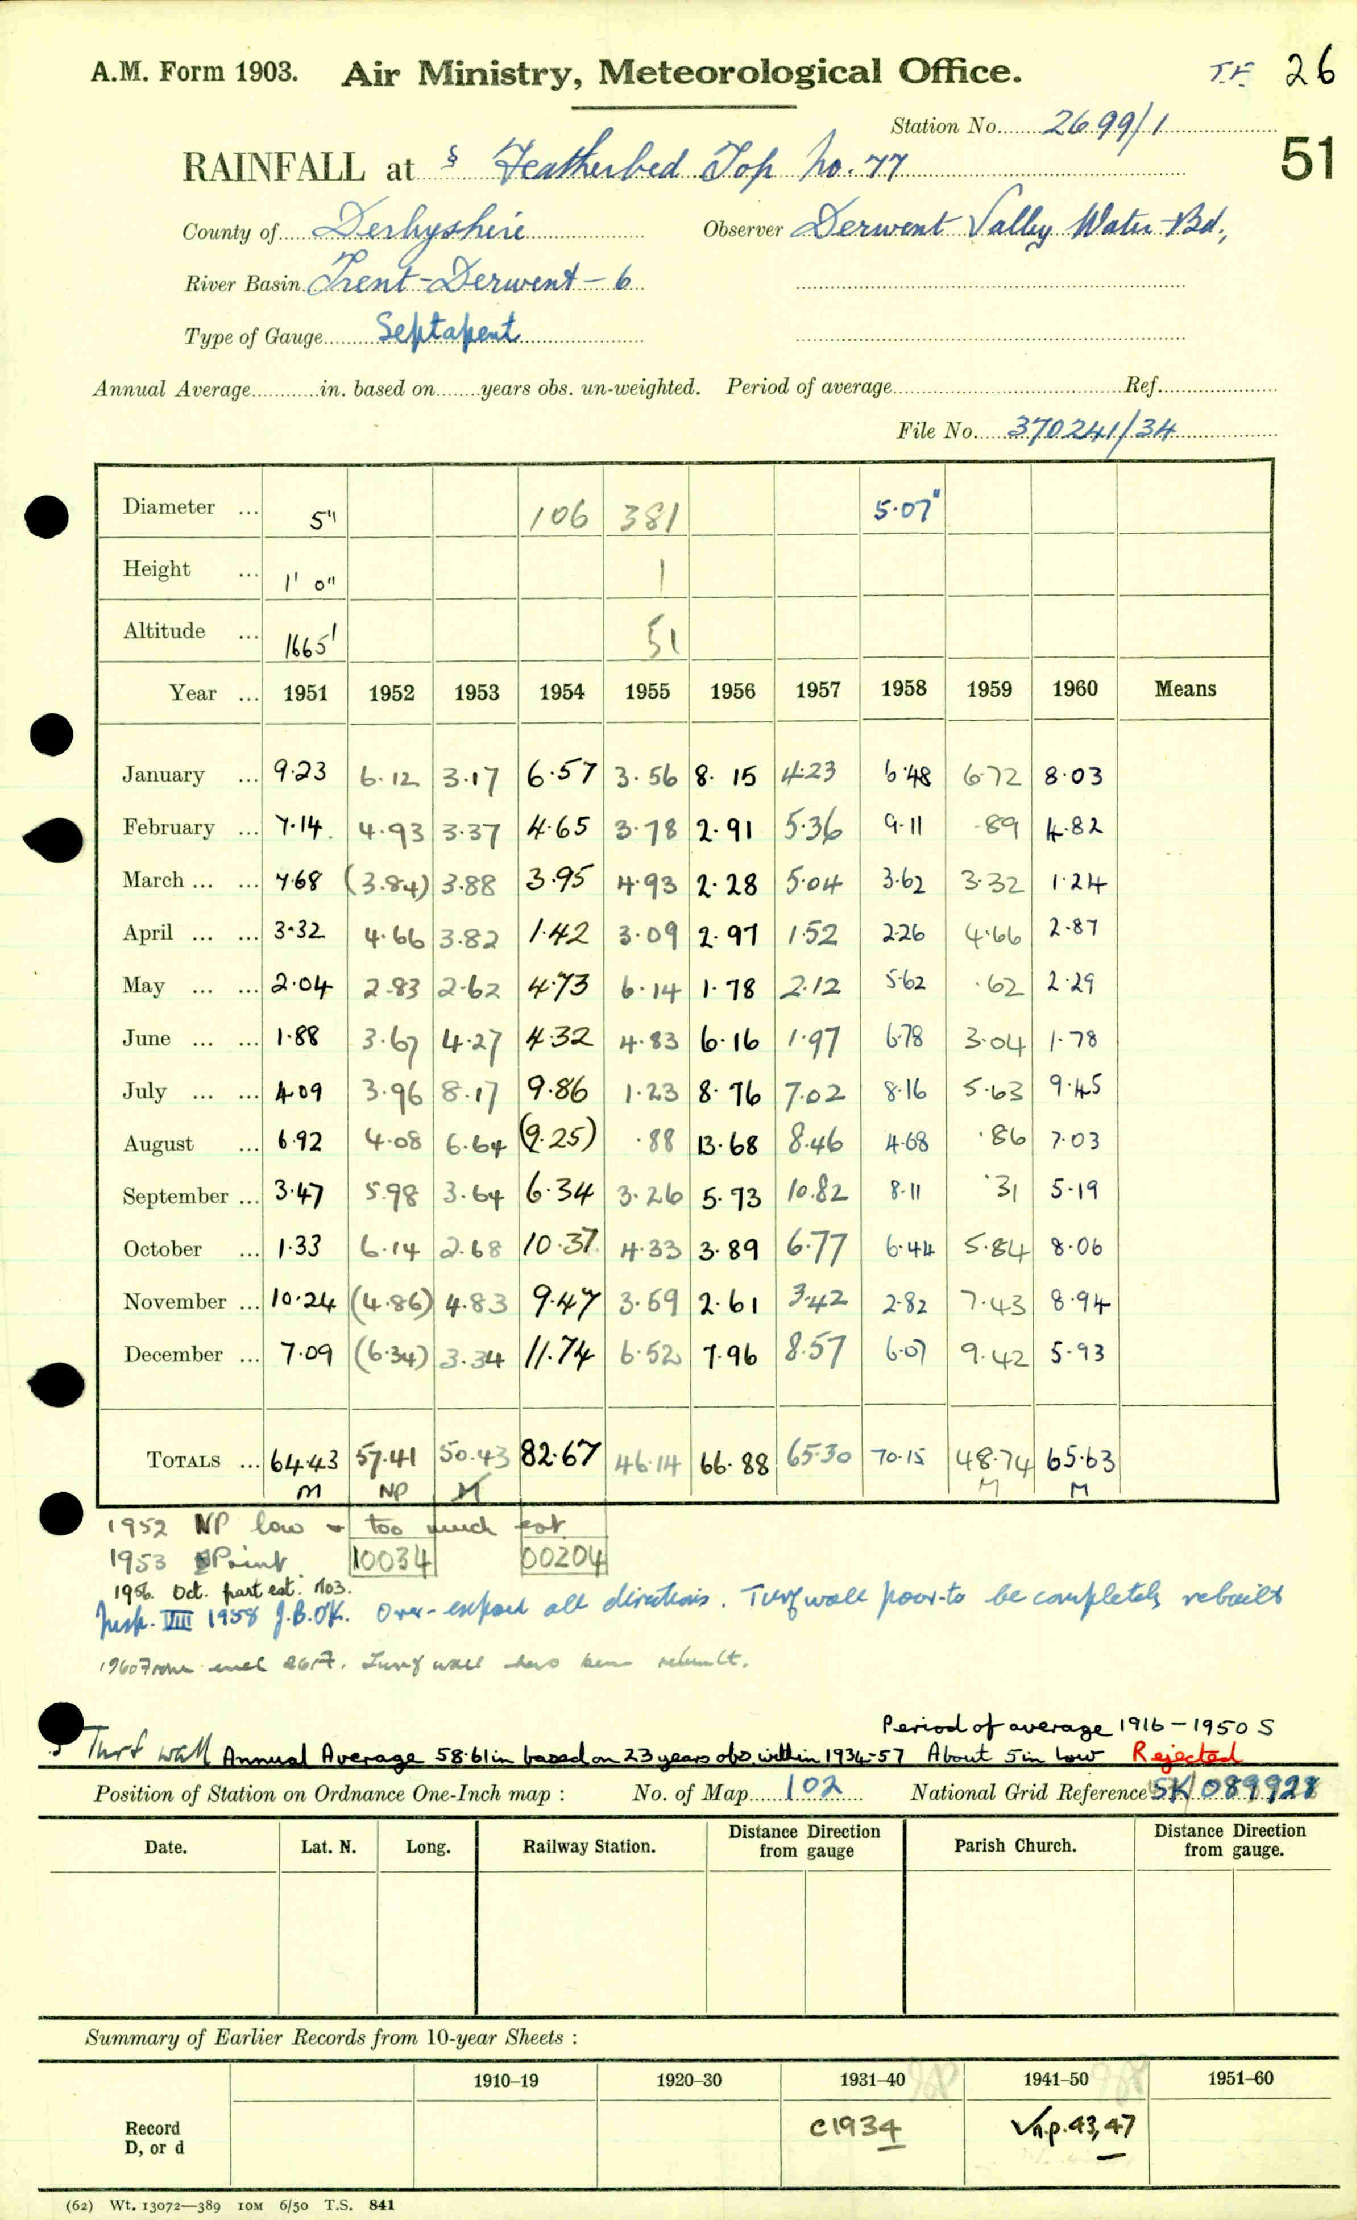 A.M. Form 1903. Air Ministry, Meteorological Office. T.F. 26
Station No. 2699/1
RAINFALL at § Featherbed Top No. 77 51
County of Derbyshire Observer Derwent Valley Water Bd.,
River Basin Trent-Derwent-6
Type of Gauge Septapent
Annual Average in. based on years obs. un-weighted. Period of average Ref.
File No. 370241/34
Diameter ... 5" 106 381 5.07"
Height ... 1' 0" 1
Altitude ... 1665' 51
Year ... 1951 1952 1953 1954 1955 1956 1957 1958 1959 1960 Means
January ... 9.23 6.12 3.17 6.57 3.56 8.15 4.23 6.48 6.72 8.03
February ... 7.14 4.93 3.37 4.65 3.78 2.91 5.36 9.11 .89 4.82
March ... ... 7.68 (3.84) 3.88 3.95 4.93 2.28 5.04 3.62 3.32 1.24
April ... ... 3.32 4.66 3.82 1.42 3.09 2.97 1.52 2.26 4.66 2.87
May ... ... 2.04 2.83 2.62 4.73 6.14 1.78 2.12 5.62 .62 2.29
June ... ... 1.88 3.67 4.27 4.32 4.83 6.16 1.97 6.78 3.04 1.78
July ... ... 4.09 3.96 8.17 9.86 1.23 8.76 7.02 8.16 5.63 9.45
August ... 6.92 4.08 6.64 (9.25) .88 13.68 8.46 4.68 .86 7.03
September ... 3.47 5.98 3.64 6.34 3.26 5.93 10.82 8.11 .31 5.19
October ... 1.33 6.14 2.68 10.37 4.33 3.89 6.77 6.44 5.84 8.06
November ... 10.24 (4.86) 4.83 9.47 3.59 2.61 3.42 2.82 7.43 8.94
December ... 7.09 (6.34) 3.34 11.74 6.52 7.96 8.57 6.07 9.42 5.93
TOTALS ... 64.43 57.41 50.43 82.67 46.14 66.88 65.30 70.15 48.74 65.63
M NP M M M
1952 NP low too much est
1953 Print 10034 00204
1956. Oct. part est. no3.
Insp. VIII 1958 J.B.O'K. Over-exposed all directions. Turf wall poor-to be completely rebuilt
1960 Turf wall has been rebuilt.
Period of average 1916-1950 S
§ Turf wall Annual Average 58.61in based on 23 years obs. within 1934-57 About 5in low Rejected
Position of Station on Ordnance One-Inch map : No. of Map 102 National Grid Reference SK 089928
Date. Lat. N. Long. Railway Station. Distance Direction from gauge Parish Church. Distance Direction from gauge.
Summary of Earlier Records from 10-year Sheets :
1910–19 1920–30 1931–40 1941–50 1951–60
Record
D, or d c1934 √n.p. 43, 47
(62) Wt. 13072—389 10M 6/50 T.S. 841